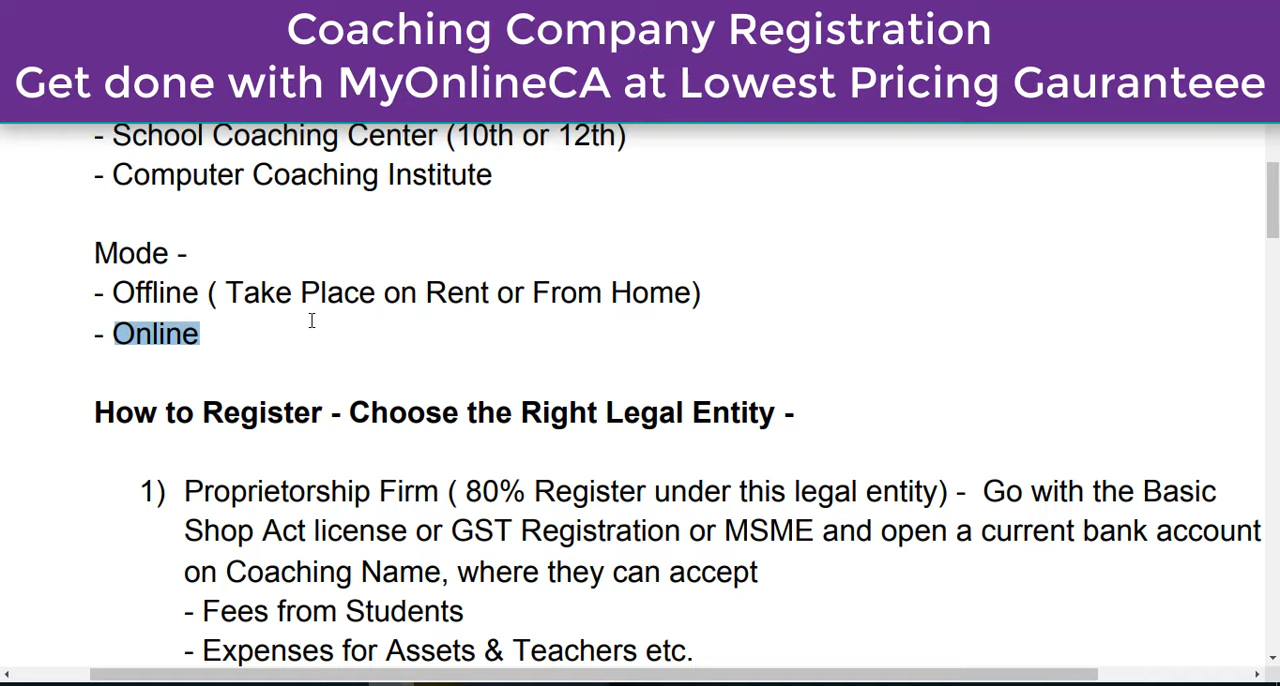 Coaching Company Registration
Get done with MyOnlineCA at Lowest Pricing Gauranteee
- School Coaching Center (10th or 12th)
- Computer Coaching Institute
Mode -
- Offline ( Take Place on Rent or From Home)
- Online
How to Register - Choose the Right Legal Entity -
1) Proprietorship Firm ( 80% Register under this legal entity) - Go with the Basic
Shop Act license or GST Registration or MSME and open a current bank account
on Coaching Name, where they can accept
- Fees from Students
- Expenses for Assets & Teachers etc.